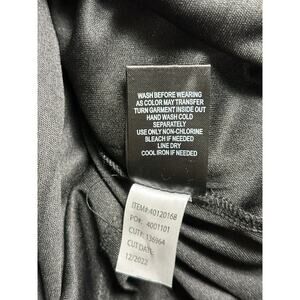 WASH BEFORE WEARING
AS COLOR MAY TRANSFER
TURN GARMENT INSIDE OUT
HAND WASH COLD
SEPARATELY
USE ONLY NON-CHLORINE
BLEACH IF NEEDED
LINE DRY
COOL IRON IF NEEDED
ITEM#:40120168
PO#: 4001101
CUT#: 136964
CUT DATE:
12/2022